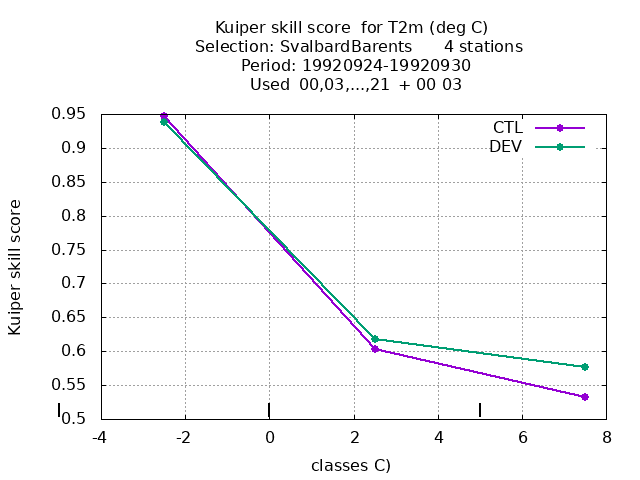 Kuiper skill score  for T2m (deg C)
Selection: SvalbardBarents      4 stations
Period: 19920924-19920930
Used  00,03,...,21  + 00 03
CTL
DEV
0.95
0.9
0.85
0.8
0.75
0.7
0.65
0.6
0.55
0.5
Kuiper skill score
-4
-2
0
2
4
6
8
classes C)